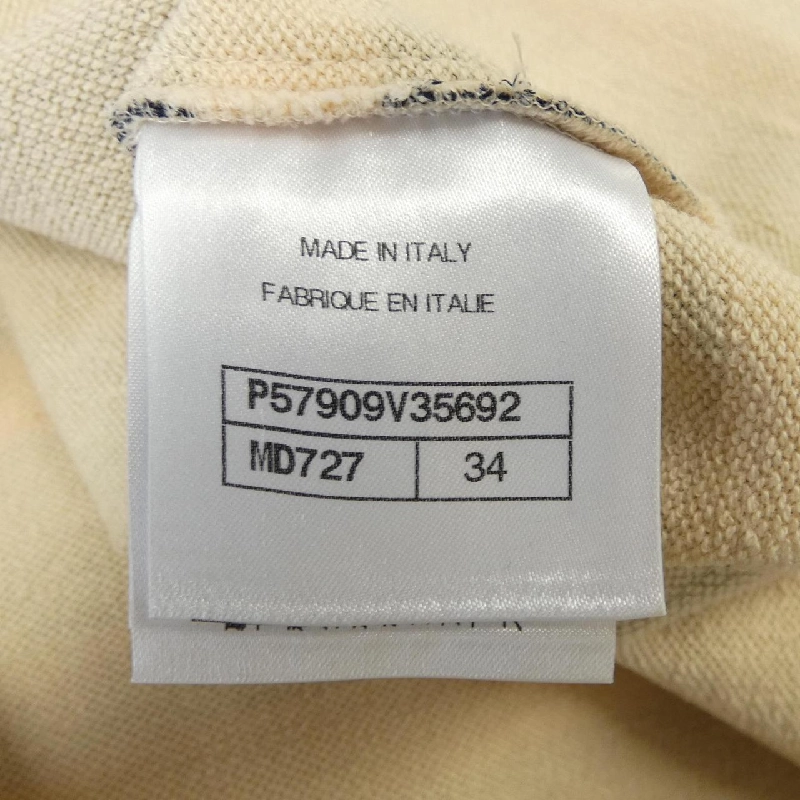 MADE IN ITALY
FABRIQUE EN ITALIE
P57909V35692
MD727 34